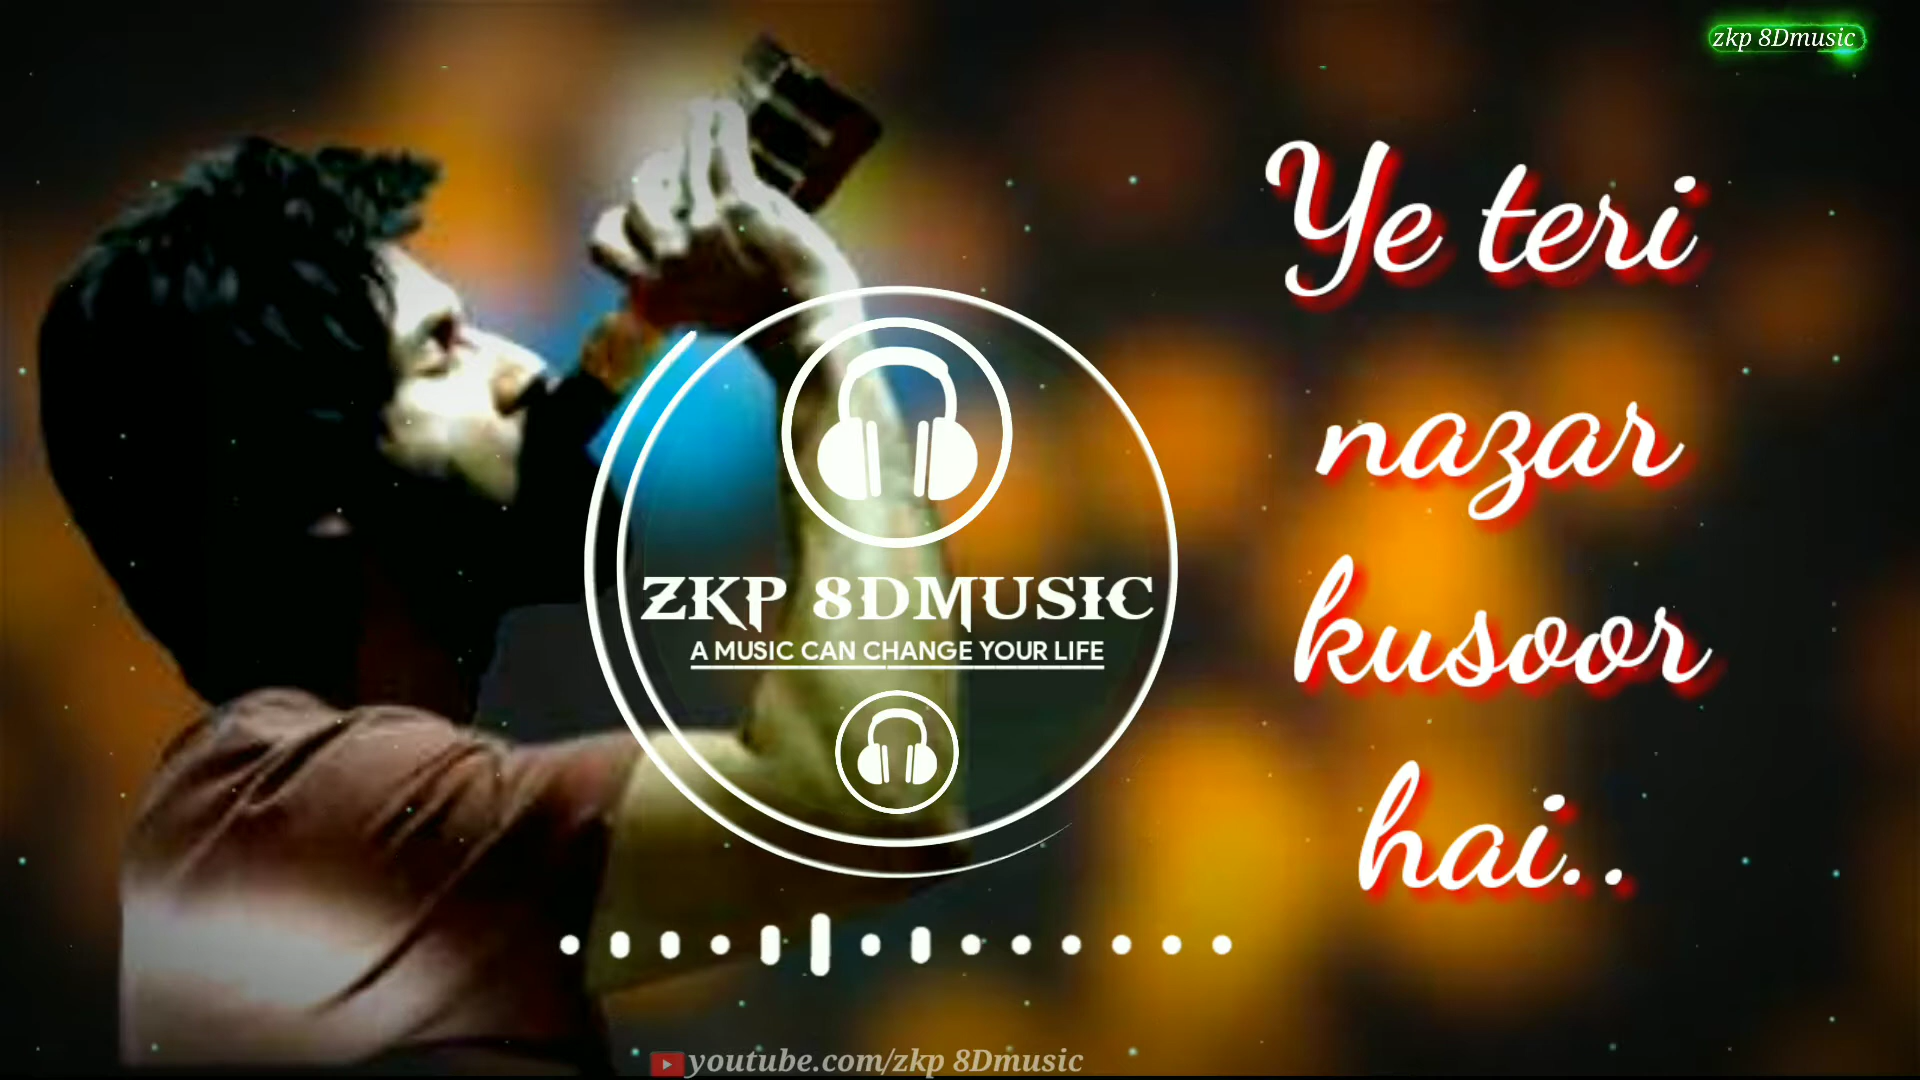 zkp 8Dmusic
Ye teri
nazar
kusoor
hai..
ZKP 8DMUSIC
A MUSIC CAN CHANGE YOUR LIFE
youtube.com/zkp 8Dmusic